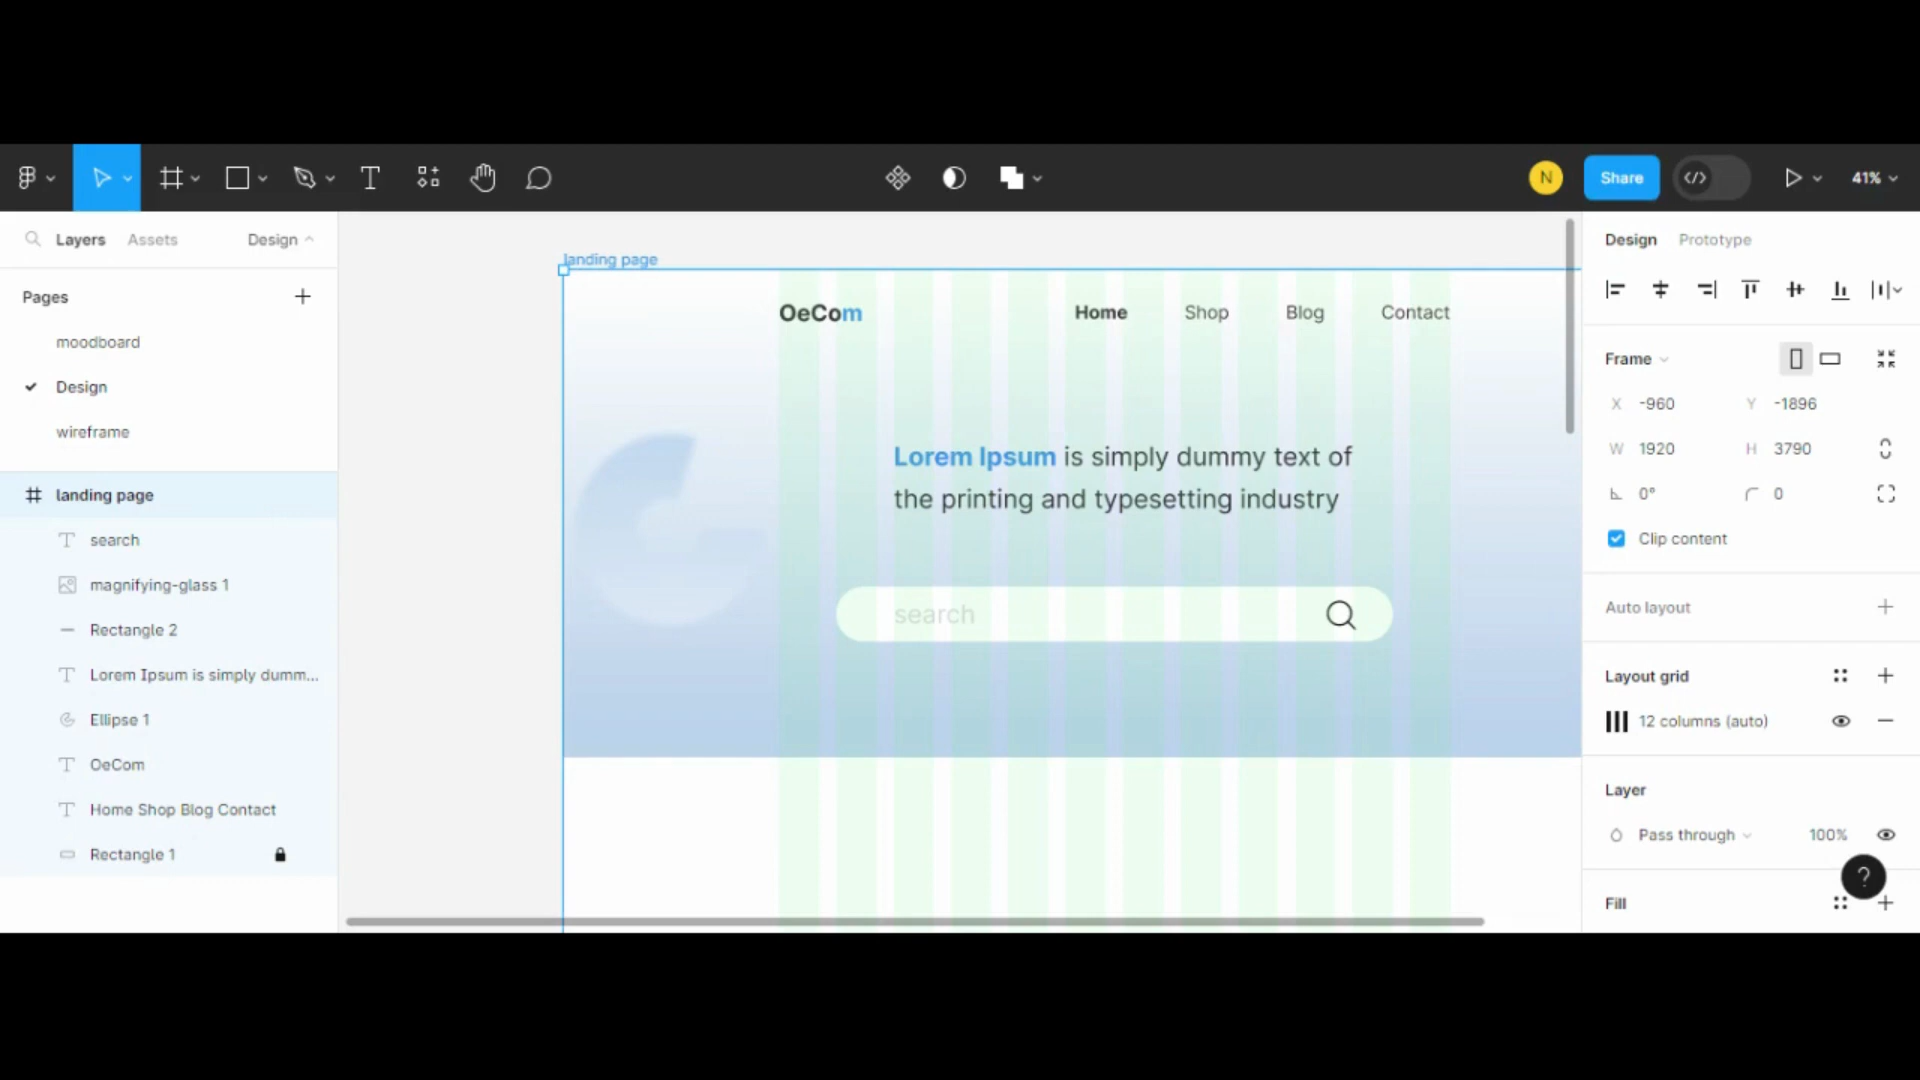 N
Share
41%
Layers
Assets
Design
Pages
moodboard
Design
wireframe
landing page
search
magnifying-glass 1
Rectangle 2
Lorem Ipsum is simply dumm...
Ellipse 1
OeCom
Home Shop Blog Contact
Rectangle 1
landing page
OeCom
Home
Shop
Blog
Contact
Lorem Ipsum is simply dummy text of
the printing and typesetting industry
search
Design
Prototype
Frame
X -960
Y -1896
W 1920
H 3790
0°
0
Clip content
Auto layout
Layout grid
12 columns (auto)
Layer
Pass through
100%
?
Fill